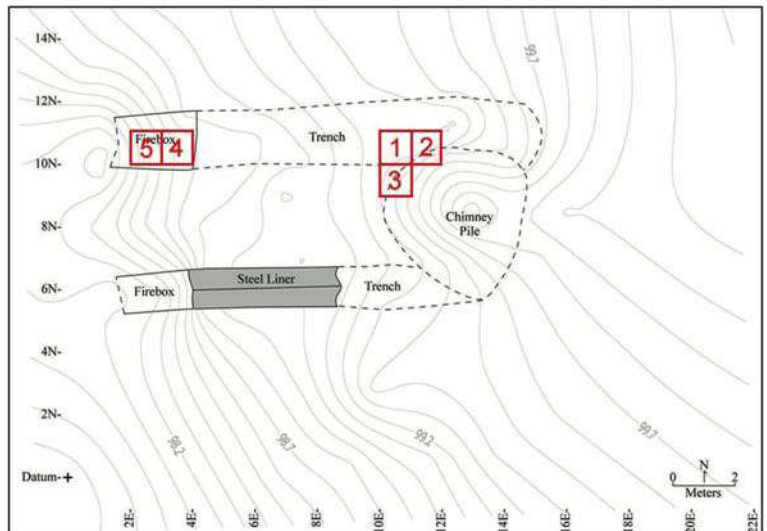 14N-
99.7
12N-
Firebox
Trench
5 4
1 2
10N-
3
8N-
Chimney
Pile
Steel Liner
6N-
Firebox
Trench
4N-
2N-
98.2
98.7
99.2
99.7
Datum-+
0 N 2
Meters
2E- 4E- 6E- 8E- 10E- 12E- 14E- 16E- 18E- 20E- 22E-